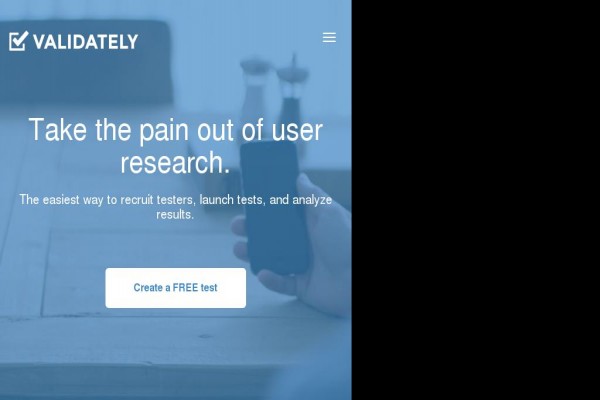 VALIDATELY
Take the pain out of user
research.
The easiest way to recruit testers, launch tests, and analyze
results.
Create a FREE test